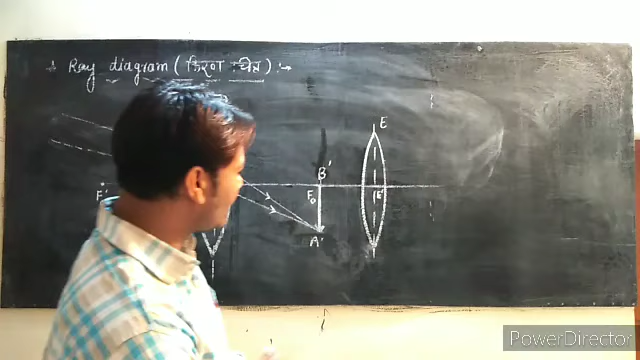 * Ray diagram (किरण चित्र) :→
E
B'
F'
F₀
E'
A'
PowerDirector